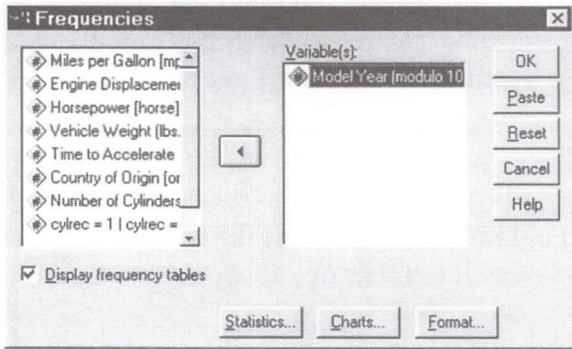 Frequencies
Miles per Gallon [mp
Engine Displacemer
Horsepower [horse]
Vehicle Weight (lbs.
Time to Accelerate
Country of Origin [or
Number of Cylinders
cylrec = 1 | cylrec =
Display frequency tables
Variable(s):
Model Year (modulo 10
OK
Paste
Reset
Cancel
Help
Statistics...
Charts...
Format...